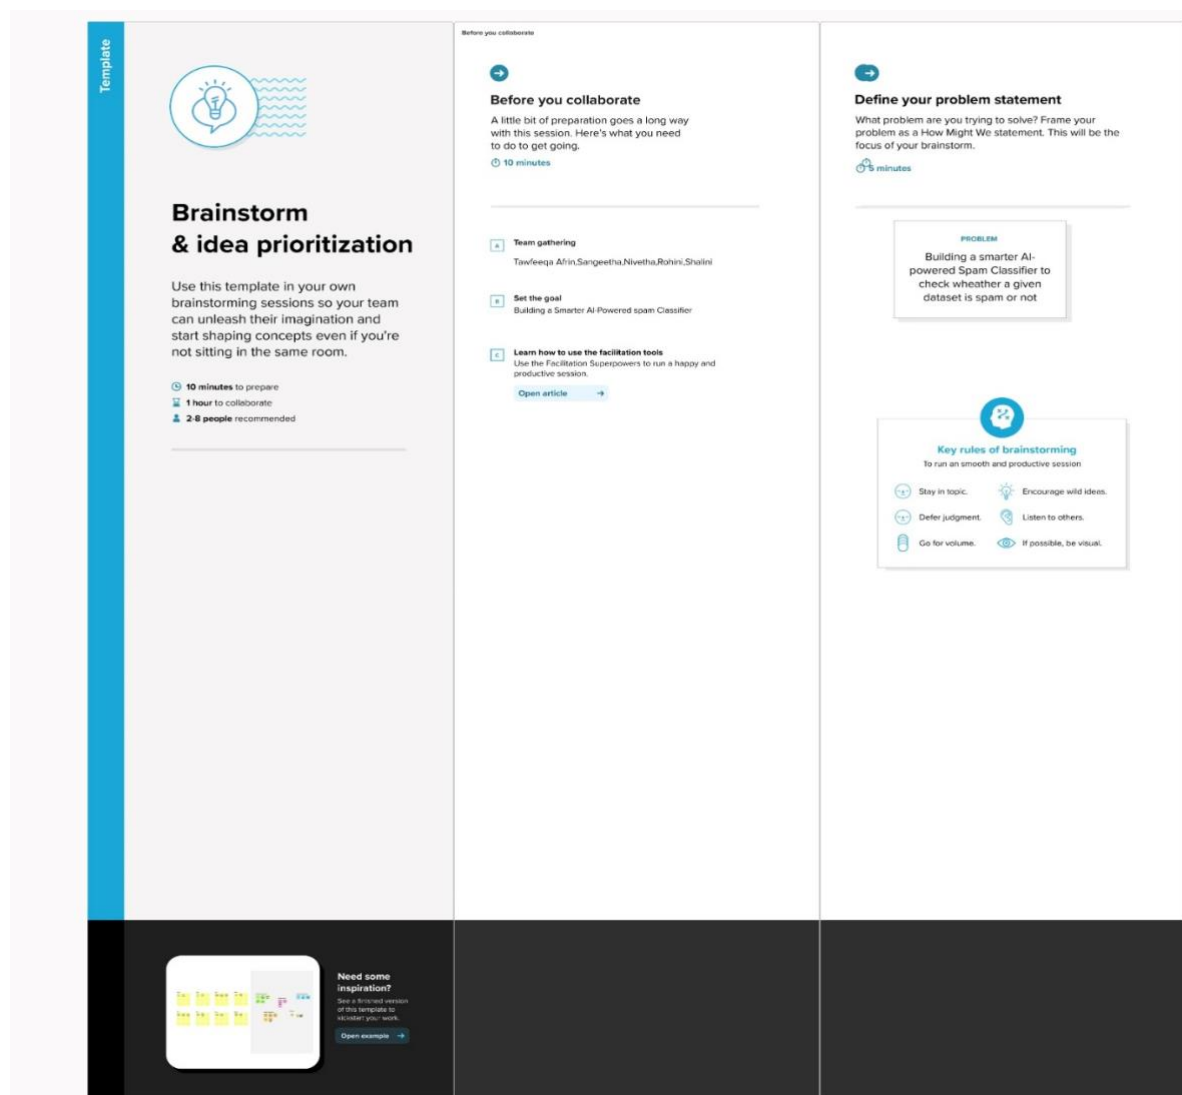 Template
Brainstorm
& idea prioritization
Use this template in your own
brainstorming sessions so your team
can unleash their imagination and
start shaping concepts even if you're
not sitting in the same room.
10 minutes to prepare
1 hour to collaborate
2-8 people recommended
Need some
inspiration?
See a finished version
of this template to
kickstart your work.
Open example
Before you collaborate
Before you collaborate
A little bit of preparation goes a long way
with this session. Here's what you need
to do to get going.
10 minutes
A
Team gathering
Tawfeeqa Afrin,Sangeetha,Nivetha,Rohini,Shalini
B
Set the goal
Building a Smarter AI-Powered spam Classifier
C
Learn how to use the facilitation tools
Use the Facilitation Superpowers to run a happy and
productive session.
Open article
Define your problem statement
What problem are you trying to solve? Frame your
problem as a How Might We statement. This will be the
focus of your brainstorm.
5 minutes
PROBLEM
Building a smarter AI-
powered Spam Classifier to
check wheather a given
dataset is spam or not
Key rules of brainstorming
To run an smooth and productive session
Stay in topic.
Encourage wild ideas.
Defer judgment.
Listen to others.
Go for volume.
If possible, be visual.